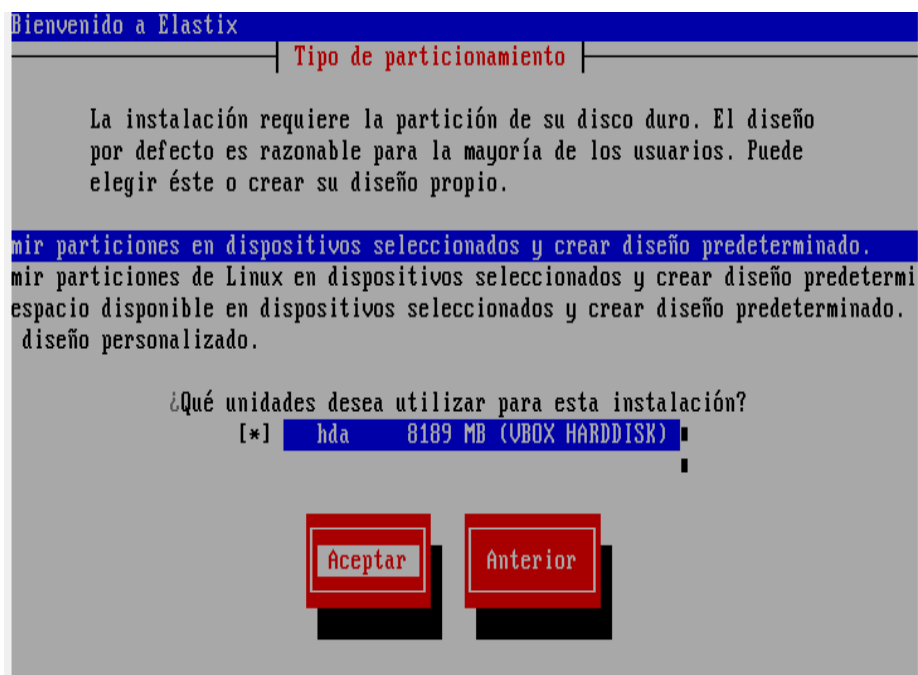 Bienvenido a Elastix
Tipo de particionamiento
La instalación requiere la partición de su disco duro. El diseño
por defecto es razonable para la mayoría de los usuarios. Puede
elegir éste o crear su diseño propio.
mir particiones en dispositivos seleccionados y crear diseño predeterminado.
mir particiones de Linux en dispositivos seleccionados y crear diseño predetermi
espacio disponible en dispositivos seleccionados y crear diseño predeterminado.
diseño personalizado.
¿Qué unidades desea utilizar para esta instalación?
[*] hda 8189 MB (VBOX HARDDISK)
Aceptar Anterior